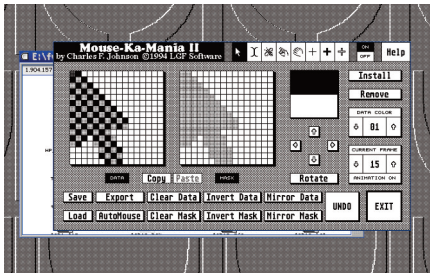 Mouse-Ka-Mania II
by Charles F. Johnson ©1994 LGF Software
ON
OFF
Help
E:\f
1.904.157
Install
Remove
DATA COLOR
01
CURRENT FRAME
15
ANIMATION ON
DATA
Copy
Paste
MASK
Rotate
Save
Export
Clear Data
Invert Data
Mirror Data
UNDO
EXIT
Load
AutoMouse
Clear Mask
Invert Mask
Mirror Mask